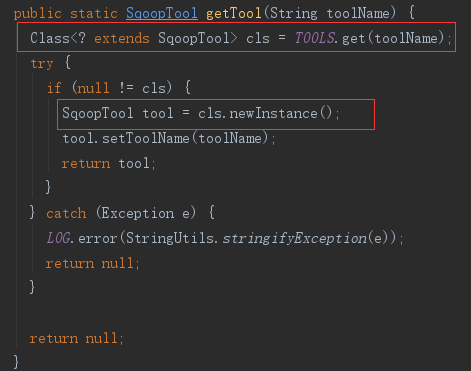 public static SqoopTool getTool(String toolName) {
Class<? extends SqoopTool> cls = TOOLS.get(toolName);
try {
if (null != cls) {
SqoopTool tool = cls.newInstance();
tool.setToolName(toolName);
return tool;
}
} catch (Exception e) {
LOG.error(StringUtils.stringifyException(e));
return null;
}
return null;
}